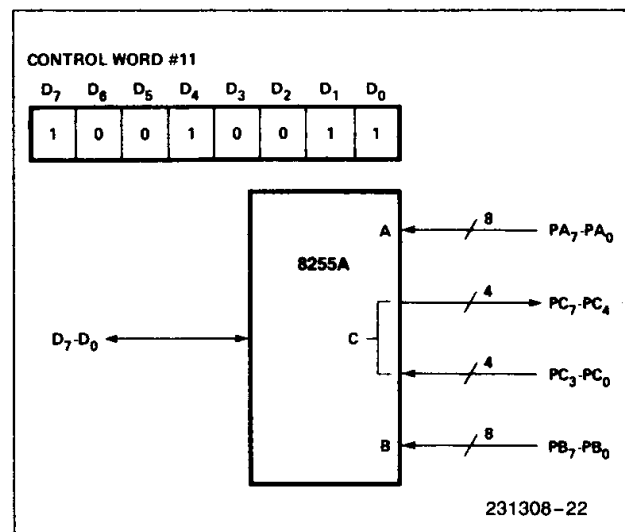 CONTROL WORD #11
D7 D6 D5 D4 D3 D2 D1 D0
1 0 0 1 0 0 1 1
A 8 PA7-PA0
8255A
4 PC7-PC4
D7-D0 C
4 PC3-PC0
B 8 PB7-PB0
231308-22